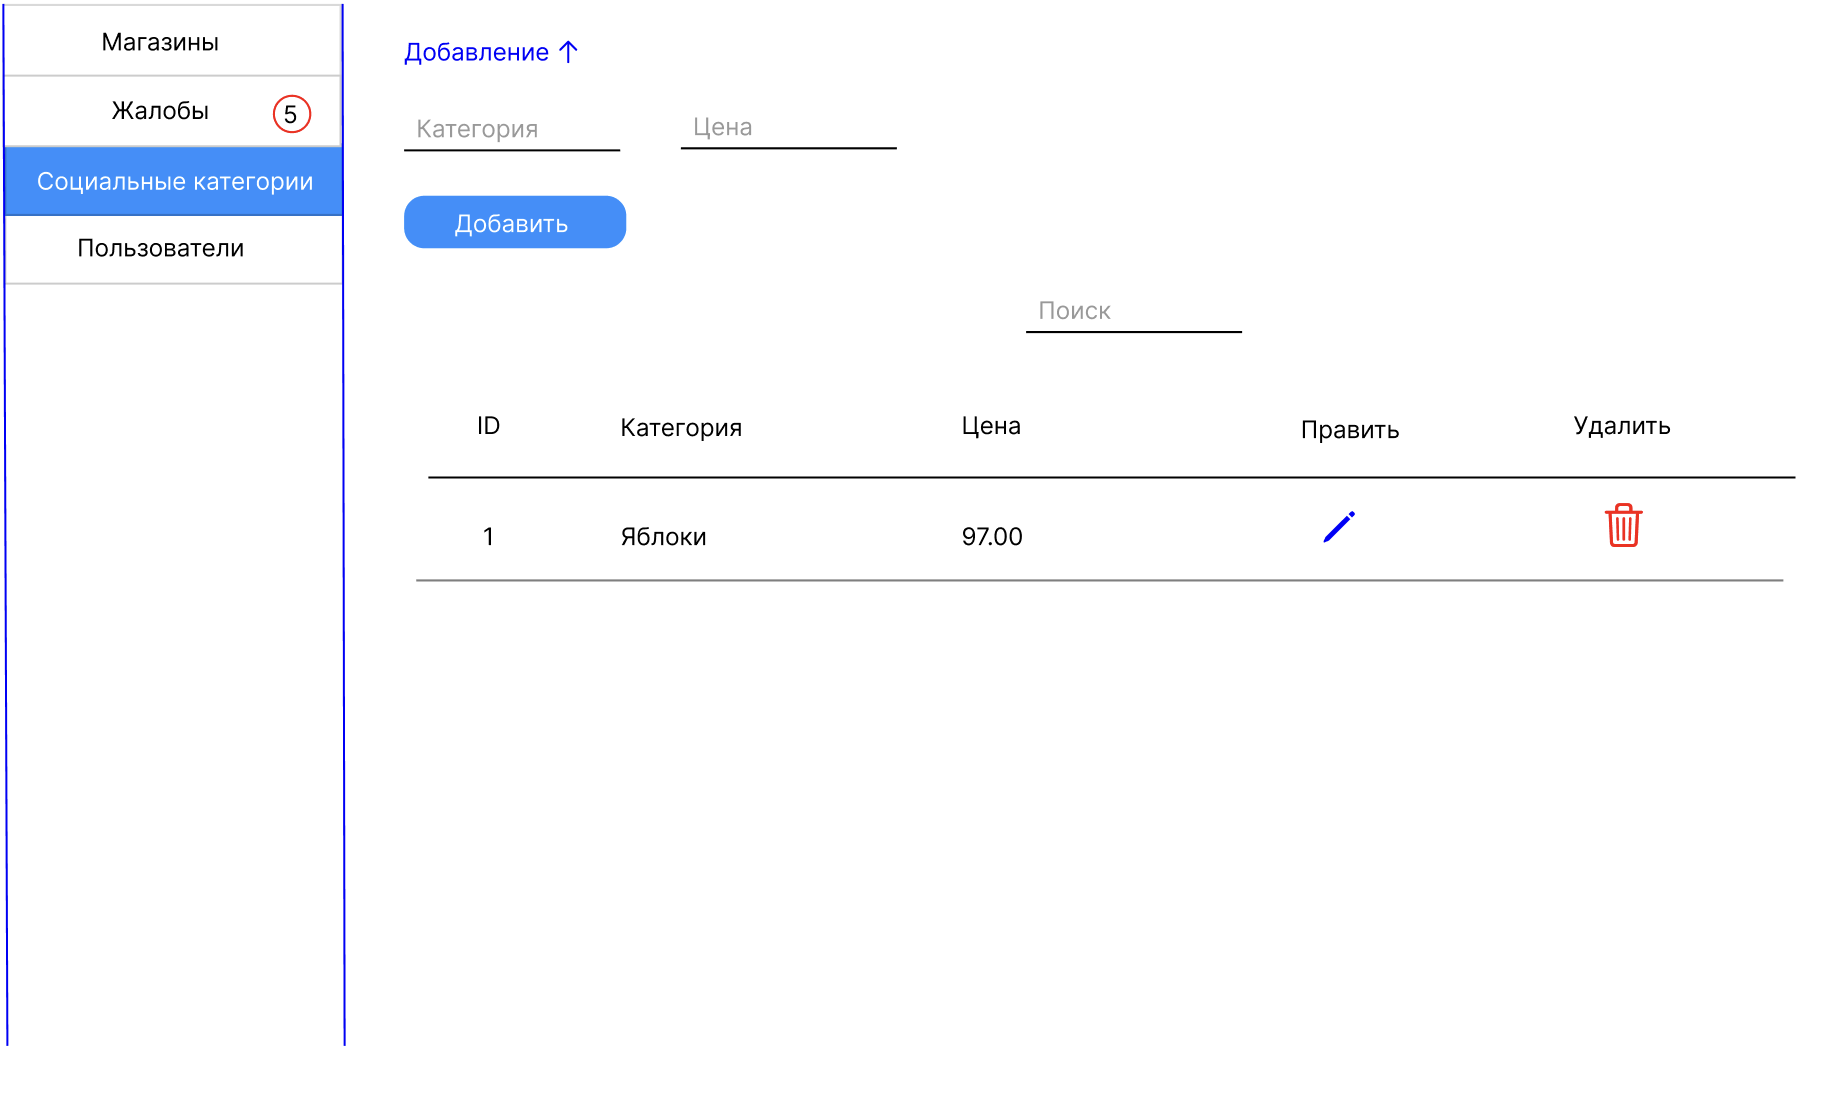 Магазины
Жалобы 5
Социальные категории
Пользователи
Добавление ↑
Категория Цена
Добавить
Поиск
ID Категория Цена Править Удалить
1 Яблоки 97.00